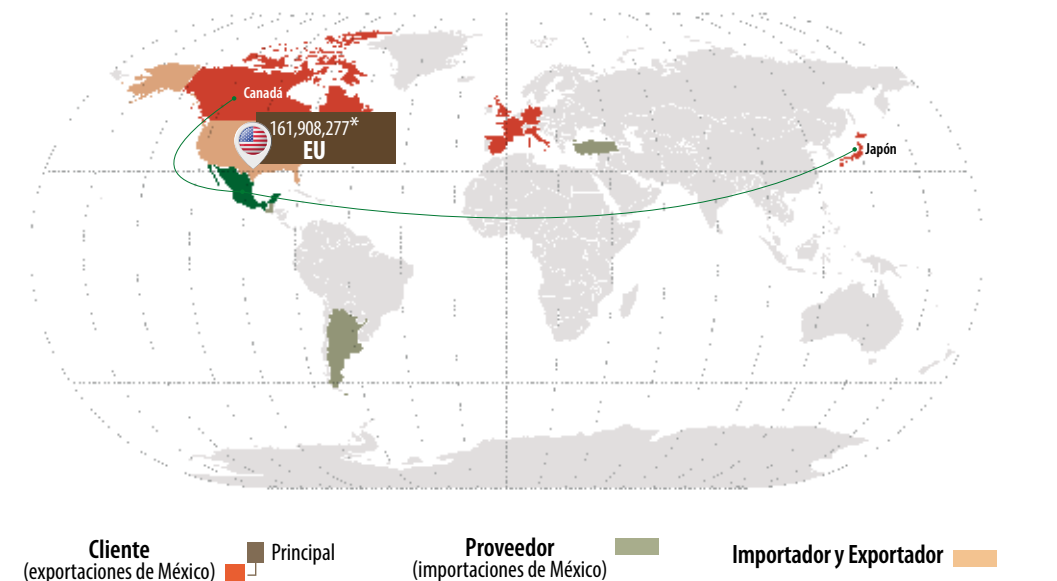 Canadá
161,908,277*
EU
Japón
Cliente
(exportaciones de México)
Principal
Proveedor
(importaciones de México)
Importador y Exportador